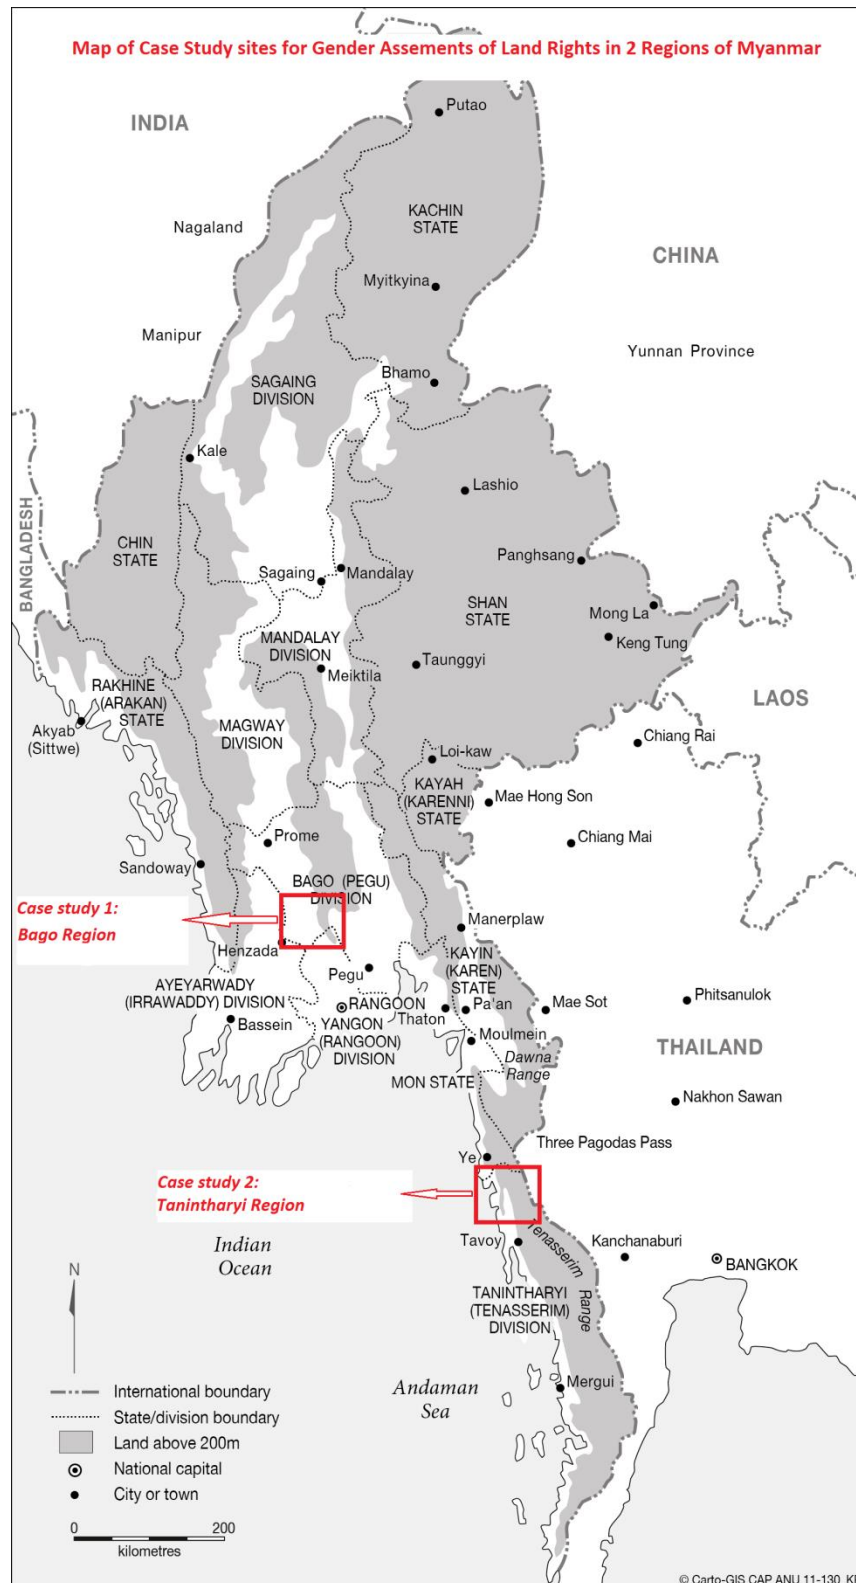 Map of Case Study sites for Gender Assements of Land Rights in 2 Regions of Myanmar
Putao
INDIA
KACHIN
STATE
Nagaland
CHINA
Myitkyina
Manipur
Yunnan Province
Bhamo
SAGAING
DIVISION
Kale
Lashio
BANGLADESH
CHIN
STATE
Panghsang
Sagaing
Mandalay
SHAN
STATE
Mong La
Keng Tung
MANDALAY
DIVISION
Meiktila
Taunggyi
RAKHINE
(ARAKAN)
STATE
LAOS
Akyab
(Sittwe)
MAGWAY
DIVISION
Chiang Rai
Loi-kaw
KAYAH
(KARENNI)
STATE
Mae Hong Son
Prome
Chiang Mai
Sandoway
BAGO (PEGU)
DIVISION
Case study 1:
Bago Region
Manerplaw
Henzada
KAYIN
(KAREN)
STATE
Pegu
AYEYARWADY
(IRRAWADDY) DIVISION
Phitsanulok
RANGOON
Thaton
Pa'an
Mae Sot
Bassein
YANGON
(RANGOON)
DIVISION
Moulmein
THAILAND
Dawna
Range
MON STATE
Nakhon Sawan
Three Pagodas Pass
Ye
Case study 2:
Tanintharyi Region
Tavoy
Tenasserim Range
Kanchanaburi
Indian
Ocean
BANGKOK
N
TANINTHARYI
(TENASSERIM)
DIVISION
Mergui
Andaman
Sea
International boundary
State/division boundary
Land above 200m
National capital
City or town
0 200
kilometres
© Carto-GIS CAP ANU 11-130